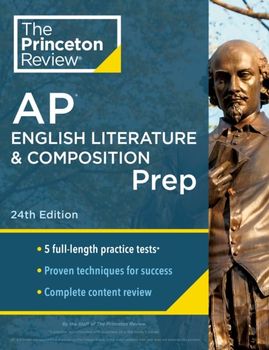 The
Princeton
Review®
AP®
ENGLISH LITERATURE
& COMPOSITION
Prep
24th Edition
• 5 full-length practice tests*
• Proven techniques for success
• Complete content review
By the Staff of The Princeton Review